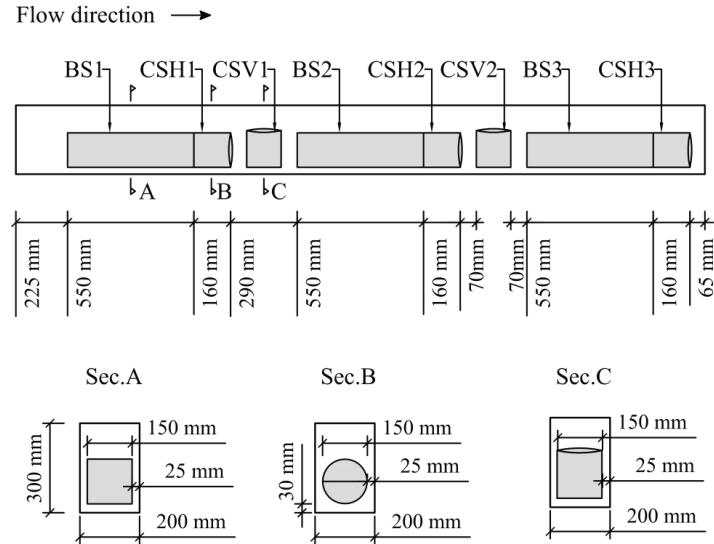 Flow direction
BS1 CSH1 CSV1 BS2 CSH2 CSV2 BS3 CSH3
A B C
225 mm 550 mm 160 mm 290 mm 550 mm 160 mm 70mm 70mm 550 mm 160 mm 65 mm
Sec.A Sec.B Sec.C
150 mm 150 mm 150 mm
300 mm 25 mm 30 mm 25 mm 25 mm
200 mm 200 mm 200 mm